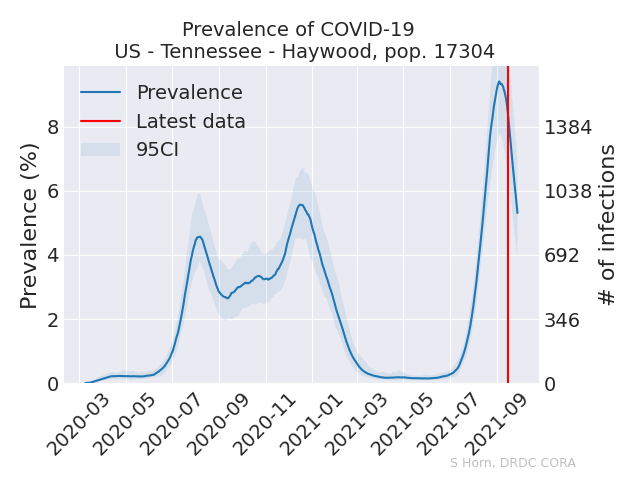 Prevalence of COVID-19
US - Tennessee - Haywood, pop. 17304
Prevalence
Latest data
95CI
Prevalence (%)
8
6
4
2
0
1384
1038
692
346
0
# of infections
2020-03
2020-05
2020-07
2020-09
2020-11
2021-01
2021-03
2021-05
2021-07
2021-09
S Horn, DRDC CORA